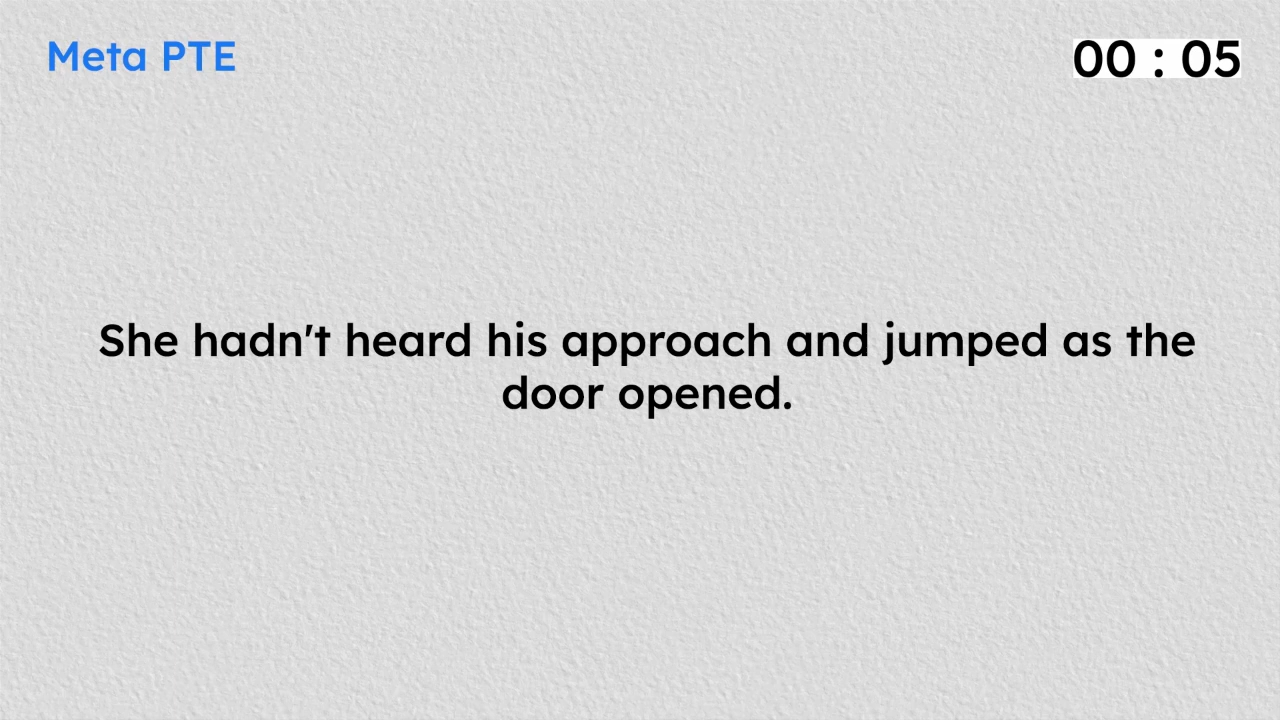 Meta PTE
00 : 05
She hadn't heard his approach and jumped as the
door opened.